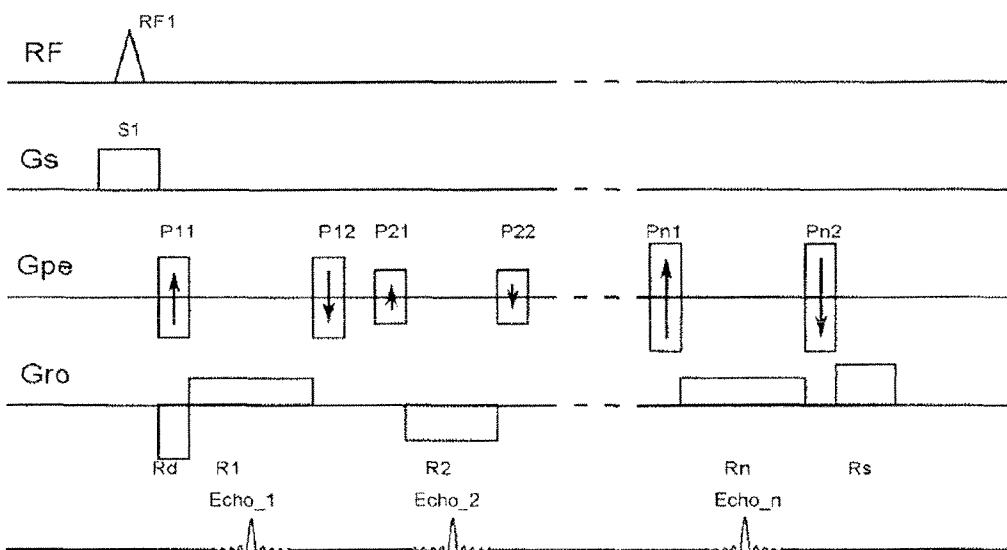 RF1
RF
S1
Gs
P11 P12 P21 P22 Pn1 Pn2
Gpe
Gro
Rd R1 R2 Rn Rs
Echo_1 Echo_2 Echo_n